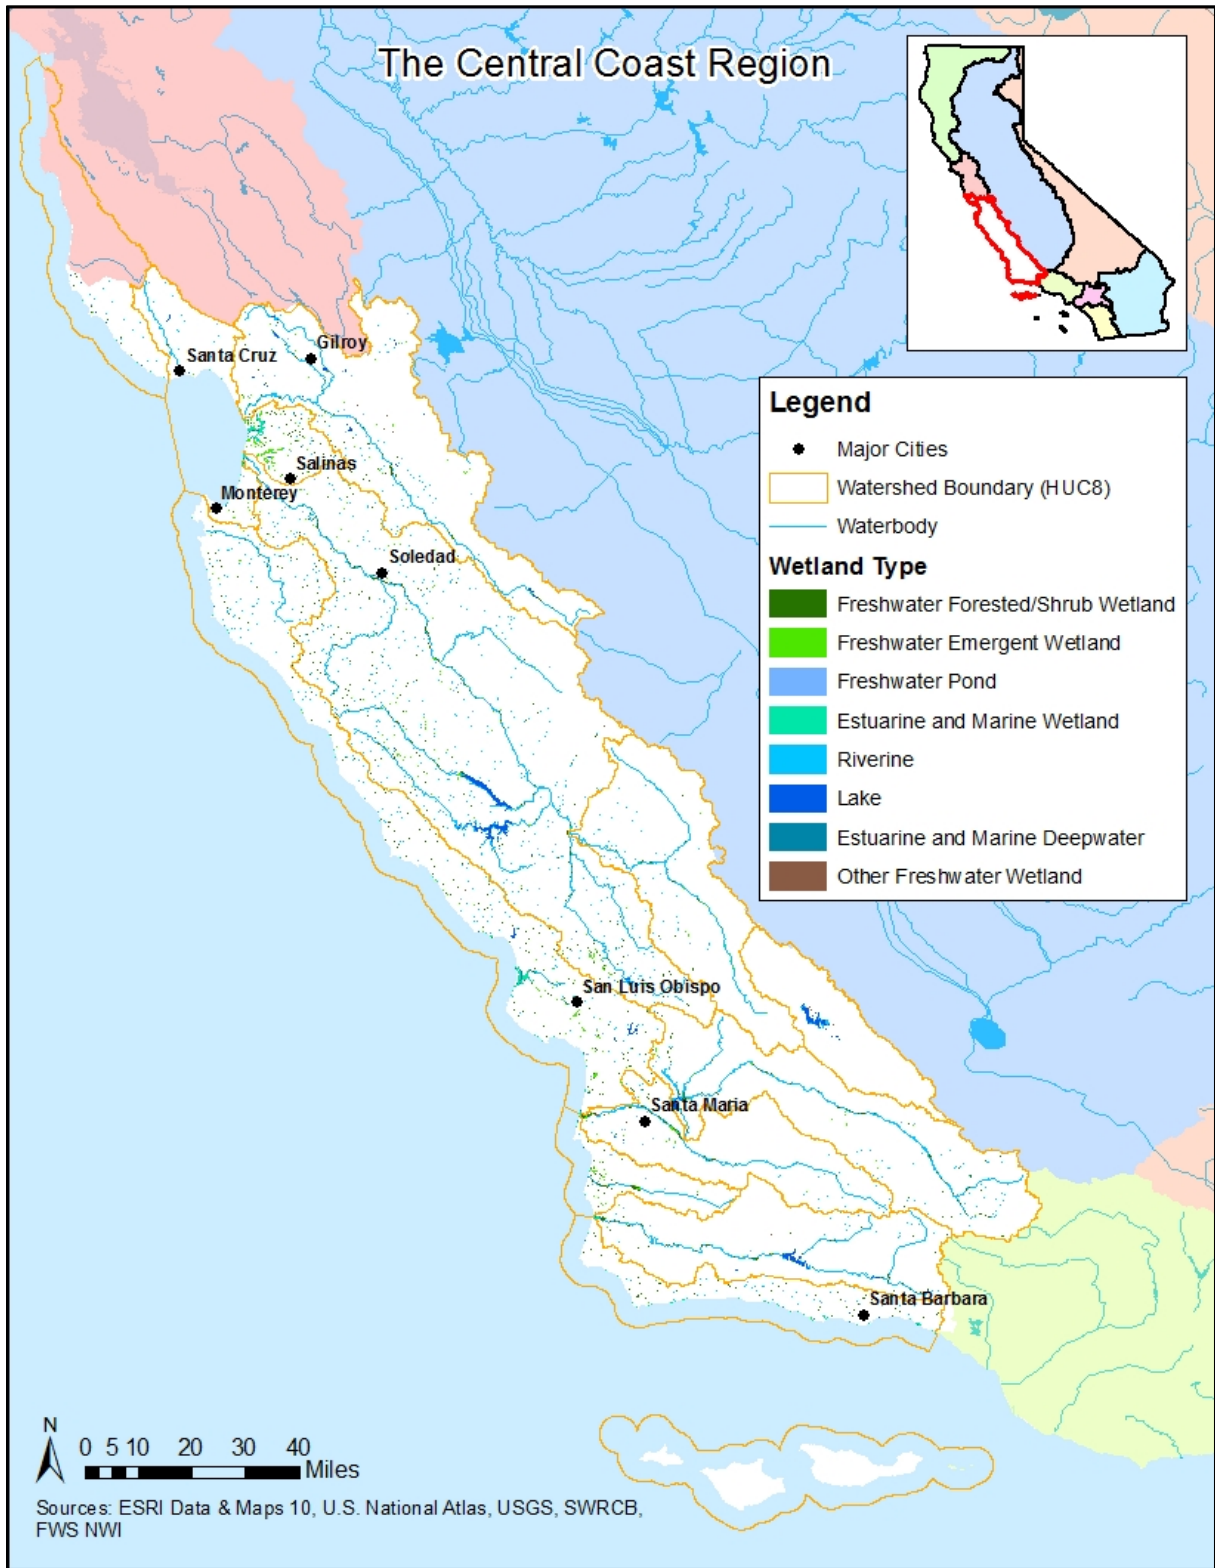 The Central Coast Region
Santa Cruz
Gilroy
Salinas
Monterey
Soledad
San Luis Obispo
Santa Maria
Santa Barbara
Legend
Major Cities
Watershed Boundary (HUC8)
Waterbody
Wetland Type
Freshwater Forested/Shrub Wetland
Freshwater Emergent Wetland
Freshwater Pond
Estuarine and Marine Wetland
Riverine
Lake
Estuarine and Marine Deepwater
Other Freshwater Wetland
N
0 5 10 20 30 40
Miles
Sources: ESRI Data & Maps 10, U.S. National Atlas, USGS, SWRCB,
FWS NWI